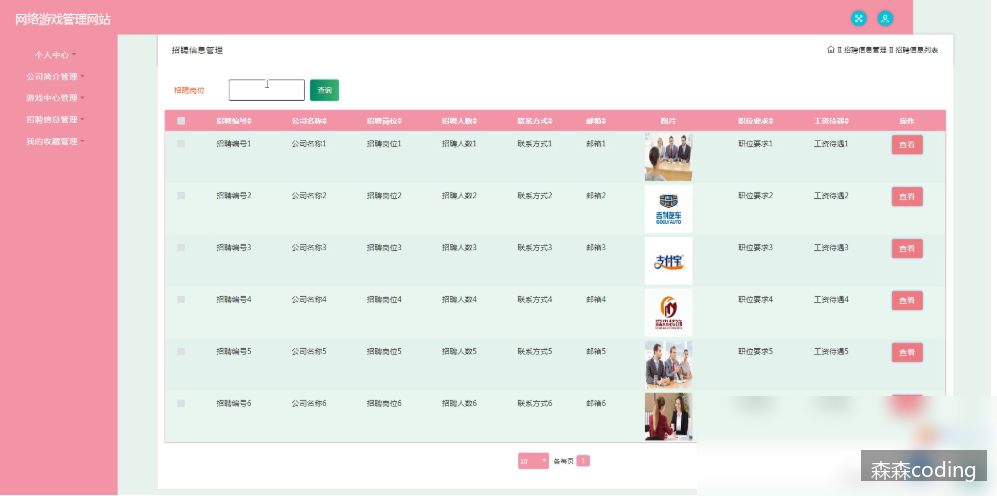 网络游戏管理网站
个人中心
公司简介管理
游戏中心管理
招聘信息管理
我的收藏管理
招聘信息管理
招聘信息管理 招聘信息列表
招聘岗位
查询
招聘编号 公司名称 招聘岗位 招聘人数 联系方式 邮箱 图片 职位要求 工资待遇 操作
招聘编号1 公司名称1 招聘岗位1 招聘人数1 联系方式1 邮箱1 职位要求1 工资待遇1 查看
招聘编号2 公司名称2 招聘岗位2 招聘人数2 联系方式2 邮箱2 吉利汽车 GEELY AUTO 职位要求2 工资待遇2 查看
招聘编号3 公司名称3 招聘岗位3 招聘人数3 联系方式3 邮箱3 支付宝 职位要求3 工资待遇3 查看
招聘编号4 公司名称4 招聘岗位4 招聘人数4 联系方式4 邮箱4 职位要求4 工资待遇4 查看
招聘编号5 公司名称5 招聘岗位5 招聘人数5 联系方式5 邮箱5 职位要求5 工资待遇5 查看
招聘编号6 公司名称6 招聘岗位6 招聘人数6 联系方式6 邮箱6
10 条每页 1
森森coding